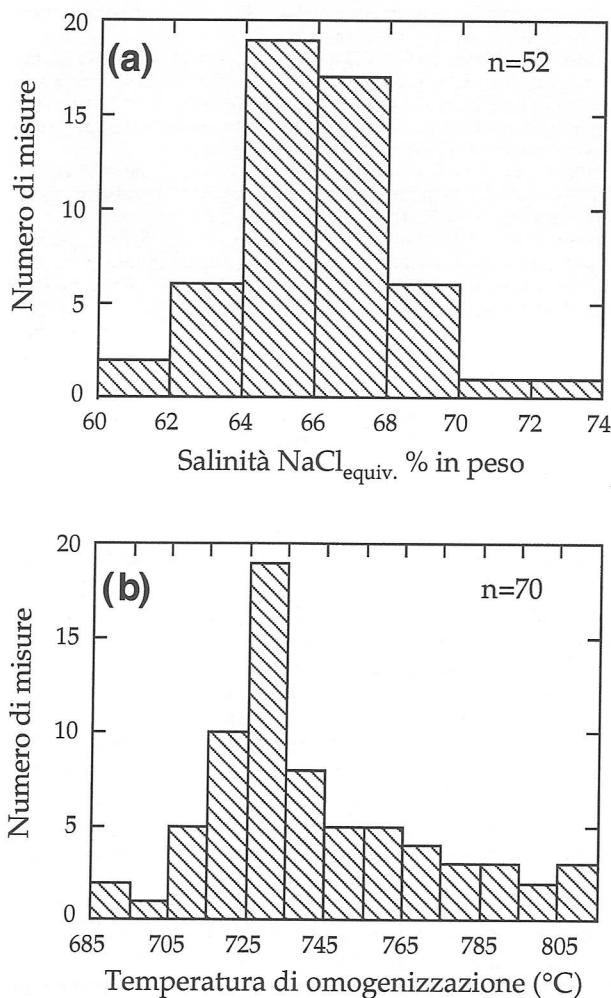 20
(a)
n=52
15
10
5
0
Numero di misure
60 62 64 66 68 70 72 74
Salinità NaClequiv. % in peso
20
(b)
n=70
15
10
5
0
Numero di misure
685 705 725 745 765 785 805
Temperatura di omogenizzazione (°C)